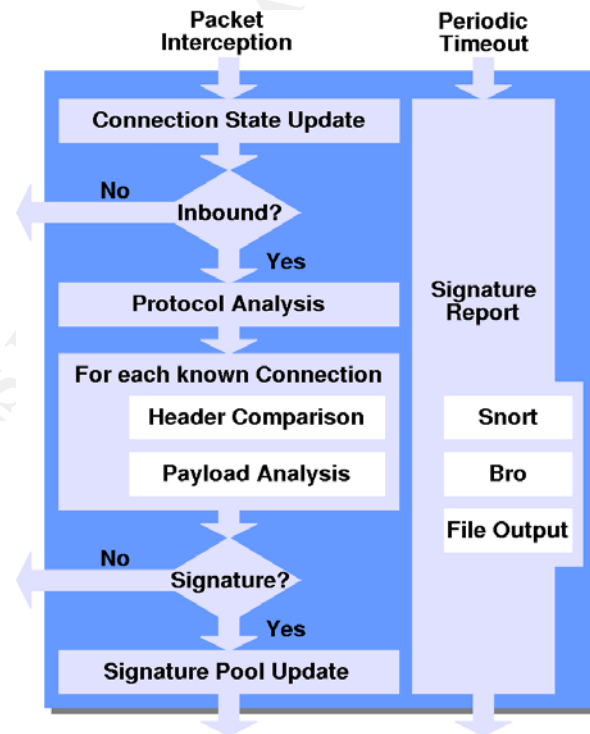 Packet
Interception
Periodic
Timeout
Connection State Update
No
Inbound?
Yes
Protocol Analysis
Signature
Report
For each known Connection
Header Comparison
Snort
Payload Analysis
Bro
File Output
No
Signature?
Yes
Signature Pool Update